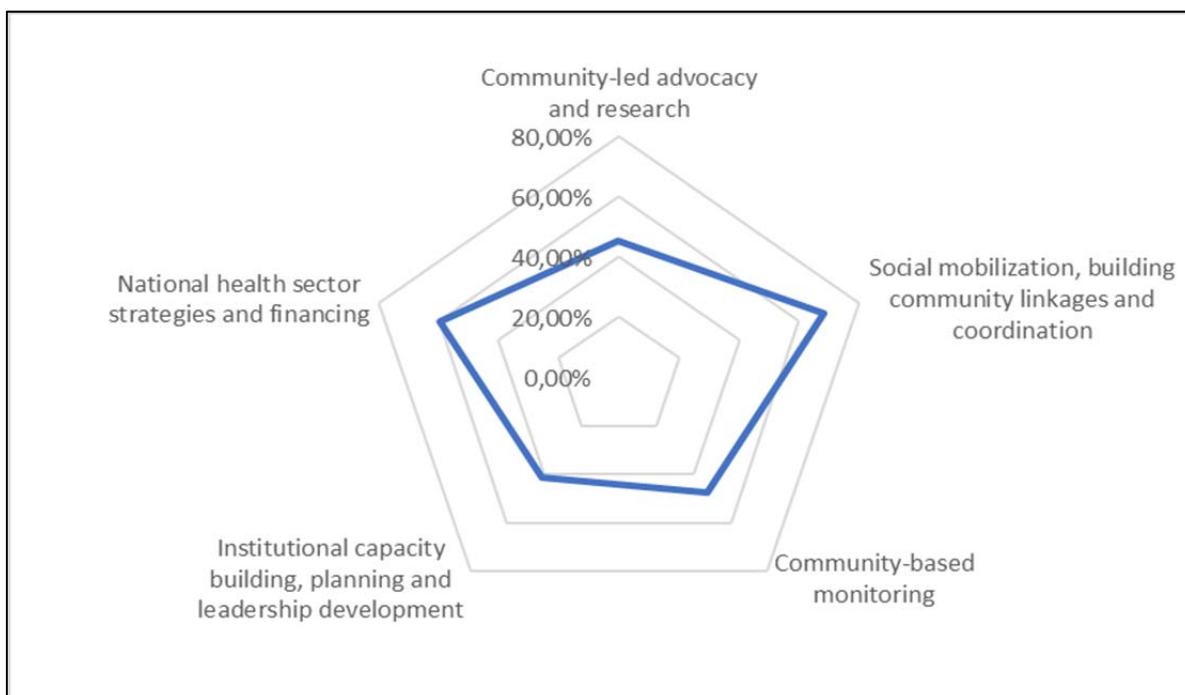 Community-led advocacy
and research
80,00%
60,00%
40,00%
20,00%
0,00%
National health sector
strategies and financing
Social mobilization, building
community linkages and
coordination
Institutional capacity
building, planning and
leadership development
Community-based
monitoring